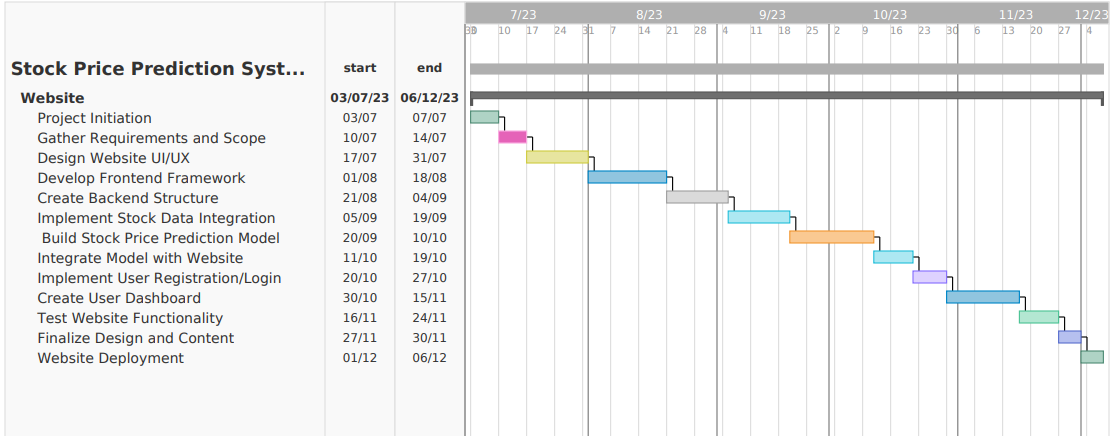 7/23 8/23 9/23 10/23 11/23 12/23
10 17 24 31 7 14 21 28 4 11 18 25 2 9 16 23 30 6 13 20 27 4
Stock Price Prediction Syst... start end
Website 03/07/23 06/12/23
Project Initiation 03/07 07/07
Gather Requirements and Scope 10/07 14/07
Design Website UI/UX 17/07 31/07
Develop Frontend Framework 01/08 18/08
Create Backend Structure 21/08 04/09
Implement Stock Data Integration 05/09 19/09
Build Stock Price Prediction Model 20/09 10/10
Integrate Model with Website 11/10 19/10
Implement User Registration/Login 20/10 27/10
Create User Dashboard 30/10 15/11
Test Website Functionality 16/11 24/11
Finalize Design and Content 27/11 30/11
Website Deployment 01/12 06/12